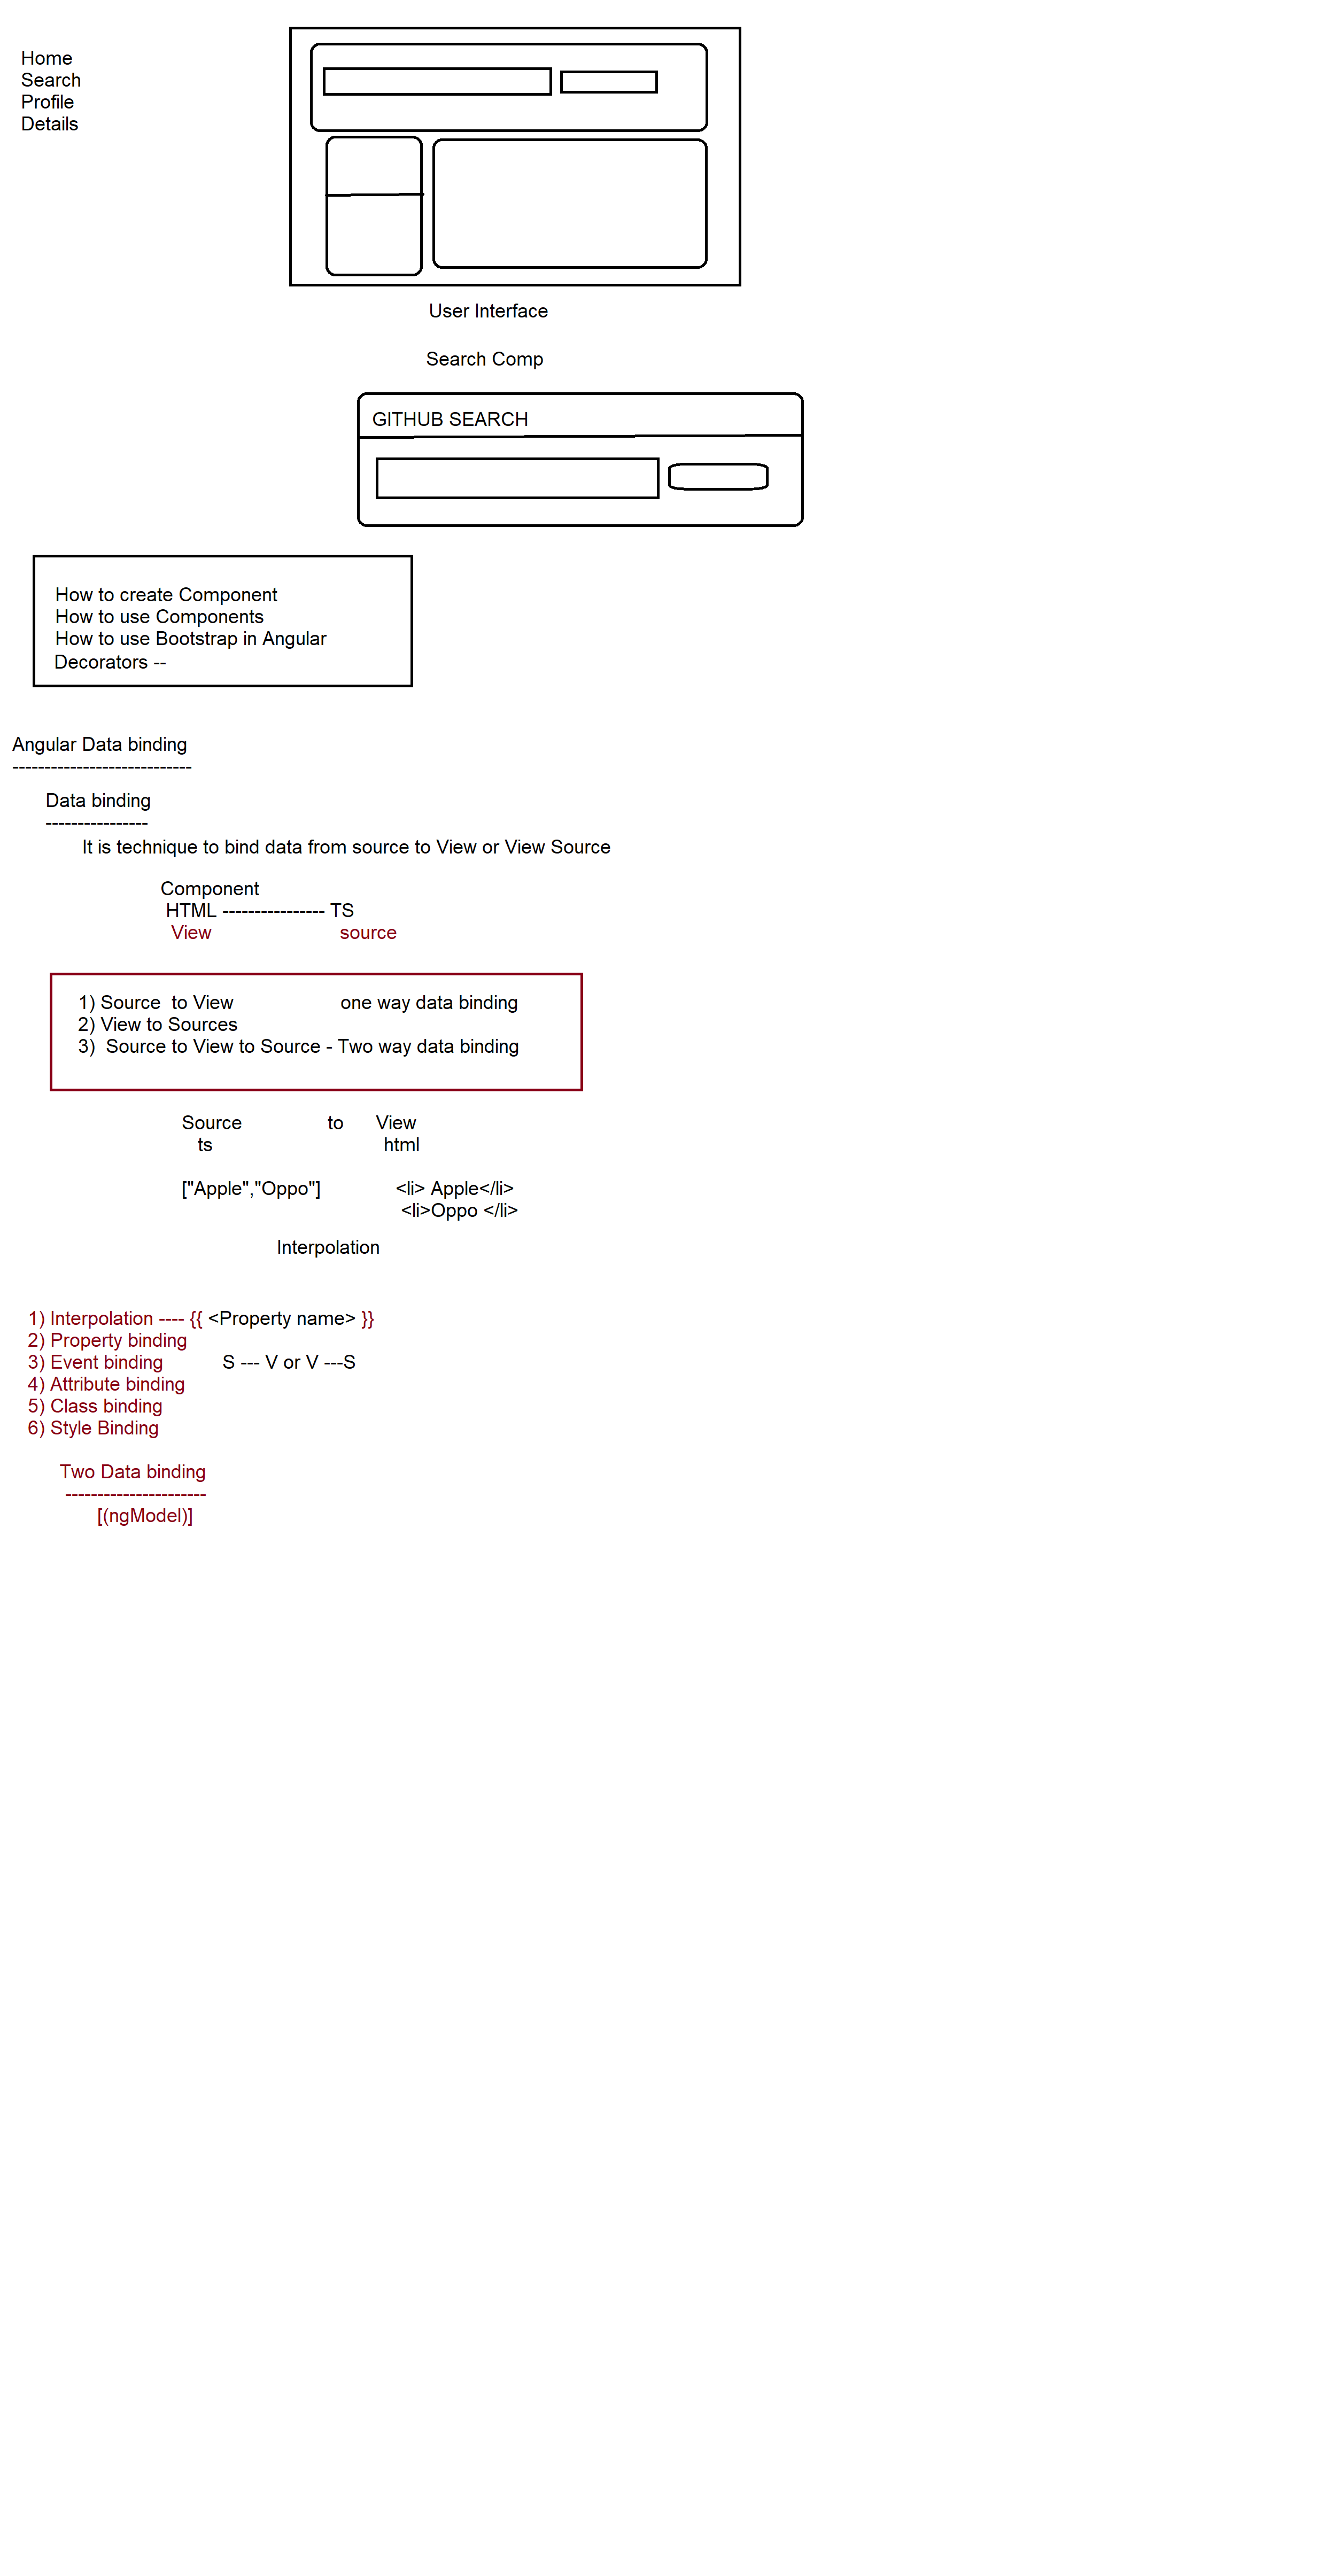 Home
Search
Profile
Details
User Interface
Search Comp
GITHUB SEARCH
How to create Component
How to use Components
How to use Bootstrap in Angular
Decorators --
Angular Data binding
----------------------------
Data binding
----------------
It is technique to bind data from source to View or View Source
Component
HTML ---------------- TS
View source
1) Source to View one way data binding
2) View to Sources
3) Source to View to Source - Two way data binding
Source to View
ts html
["Apple","Oppo"] <li> Apple</li>
<li>Oppo </li>
Interpolation
1) Interpolation ---- {{ <Property name> }}
2) Property binding
3) Event binding S --- V or V ---S
4) Attribute binding
5) Class binding
6) Style Binding
Two Data binding
----------------------
[(ngModel)]